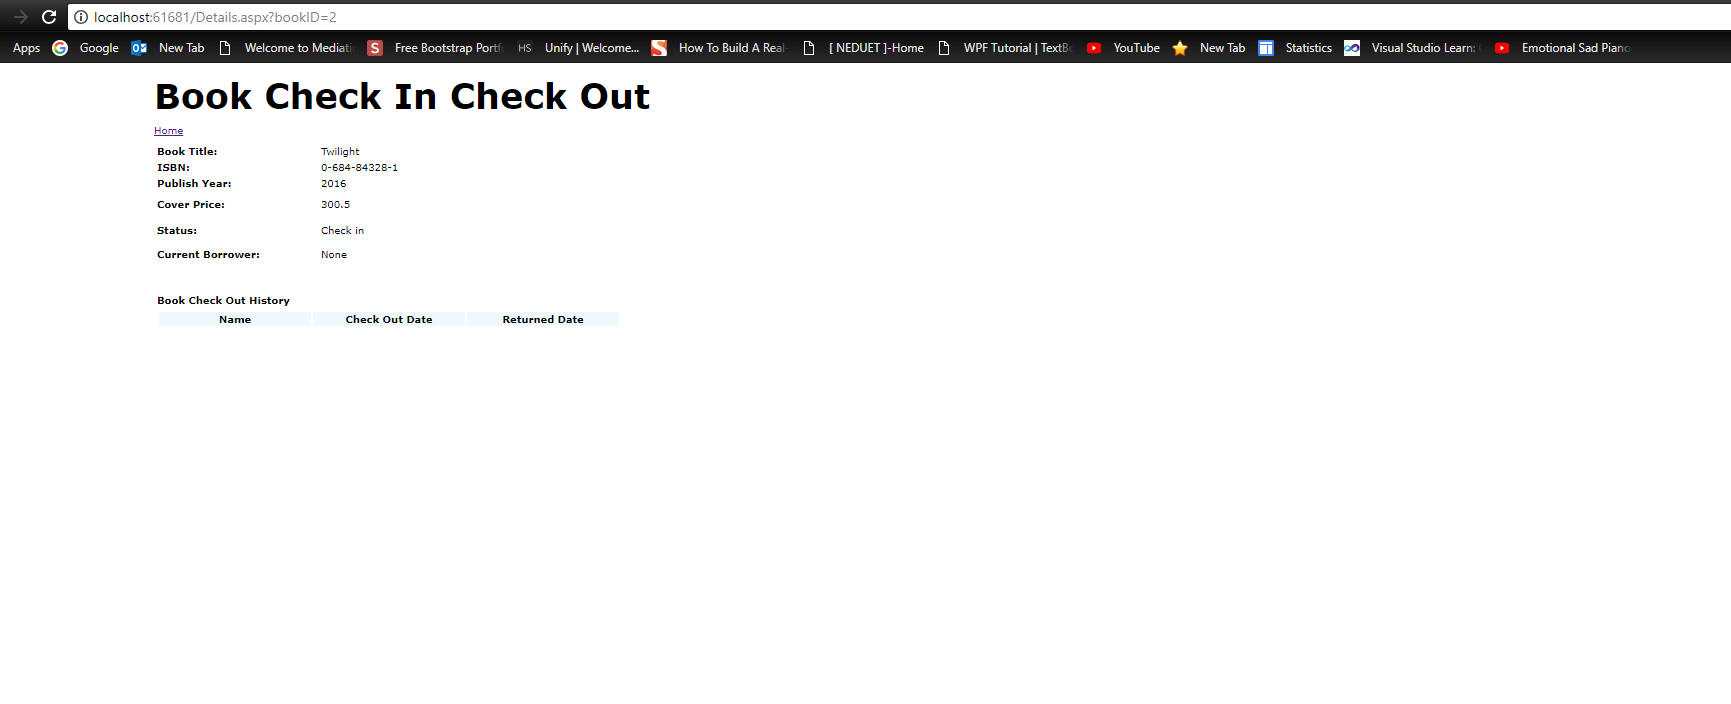 localhost:61681/Details.aspx?bookID=2
Apps Google New Tab Welcome to Mediati Free Bootstrap Portf HS Unify | Welcome... How To Build A Real- [ NEDUET ]-Home WPF Tutorial | TextBo YouTube New Tab Statistics Visual Studio Learn: Emotional Sad Piano
Book Check In Check Out
Home
Book Title: Twilight
ISBN: 0-684-84328-1
Publish Year: 2016
Cover Price: 300.5
Status: Check in
Current Borrower: None
Book Check Out History
Name Check Out Date Returned Date